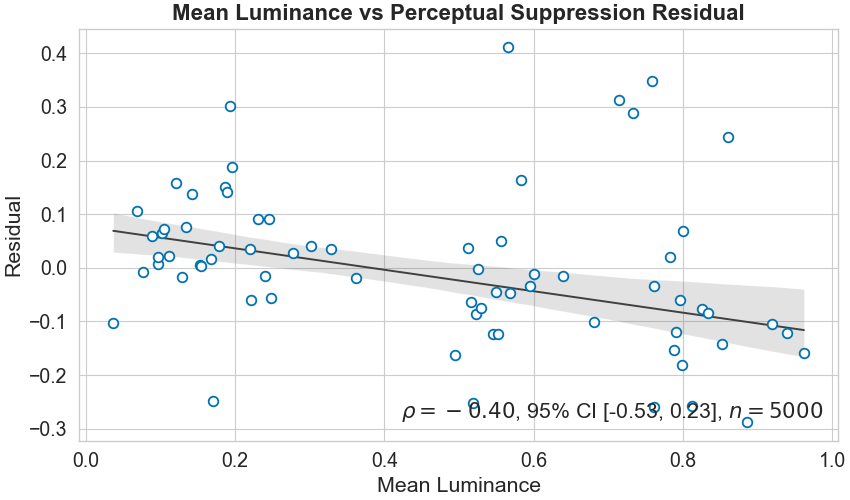 Mean Luminance vs Perceptual Suppression Residual
Residual
0.4
0.3
0.2
0.1
0.0
−0.1
−0.2
−0.3
ρ = − 0.40, 95% CI [-0.53, 0.23], n = 5000
0.0 0.2 0.4 0.6 0.8 1.0
Mean Luminance